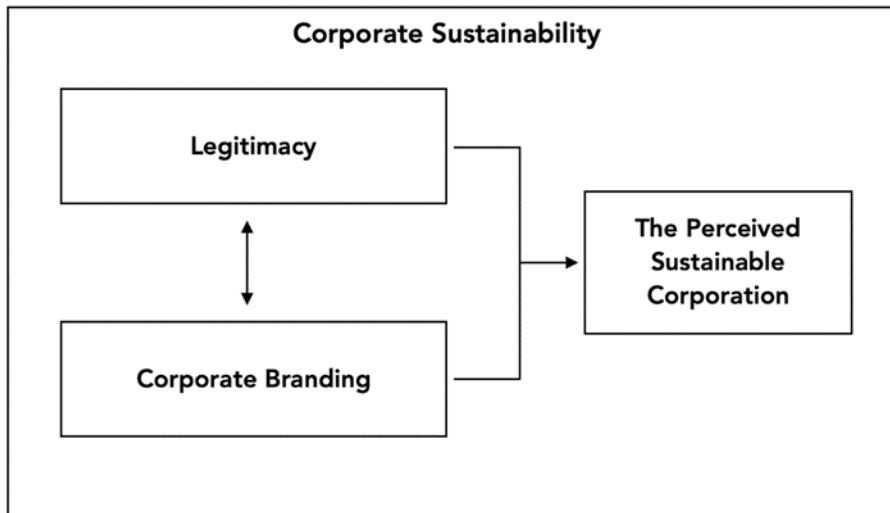 Corporate Sustainability
Legitimacy
The Perceived
Sustainable
Corporation
Corporate Branding